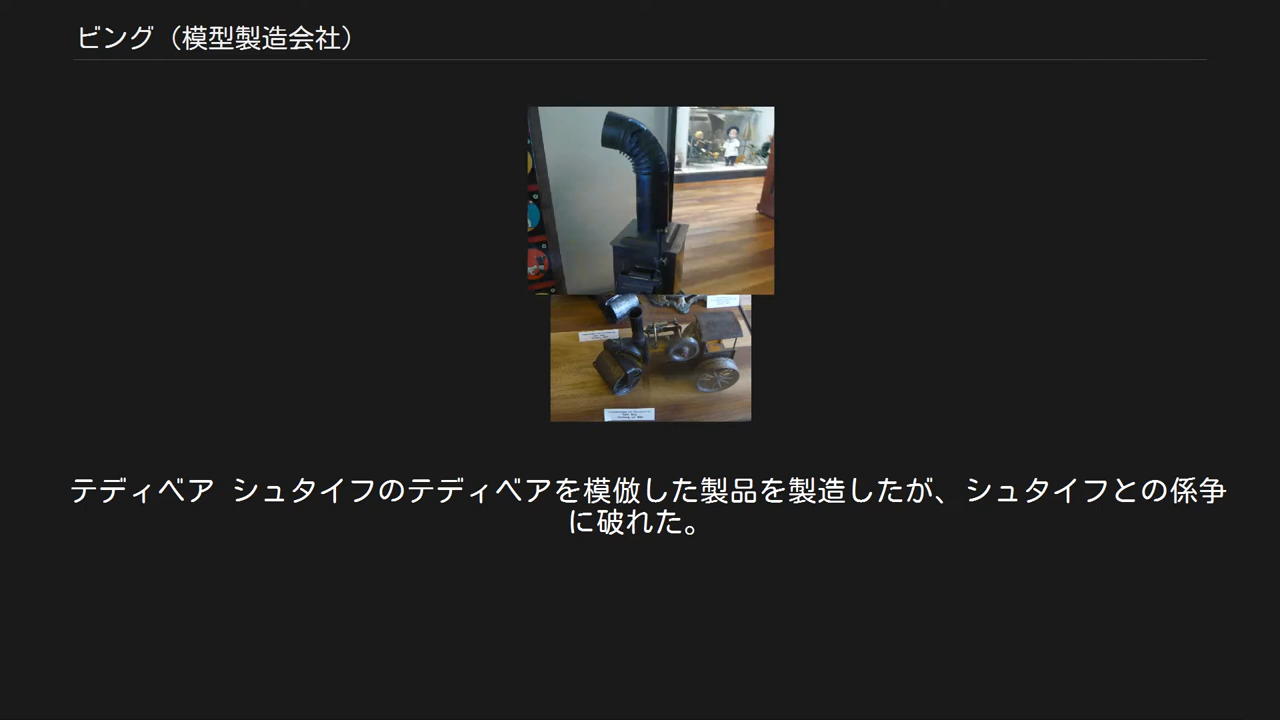 ビング（模型製造会社）
テディベア シュタイフのテディベアを模倣した製品を製造したが、シュタイフとの係争
に破れた。